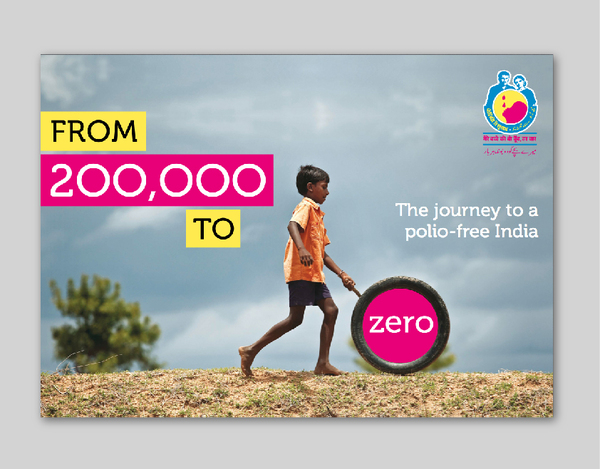 FROM
200,000
TO
The journey to a
polio-free India
zero